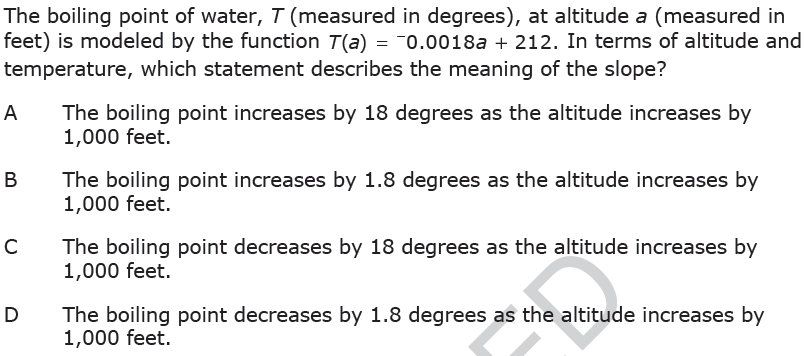 The boiling point of water, T (measured in degrees), at altitude a (measured in
feet) is modeled by the function T(a) = ⁻0.0018a + 212. In terms of altitude and
temperature, which statement describes the meaning of the slope?
A The boiling point increases by 18 degrees as the altitude increases by
1,000 feet.
B The boiling point increases by 1.8 degrees as the altitude increases by
1,000 feet.
C The boiling point decreases by 18 degrees as the altitude increases by
1,000 feet.
D The boiling point decreases by 1.8 degrees as the altitude increases by
1,000 feet.
ED